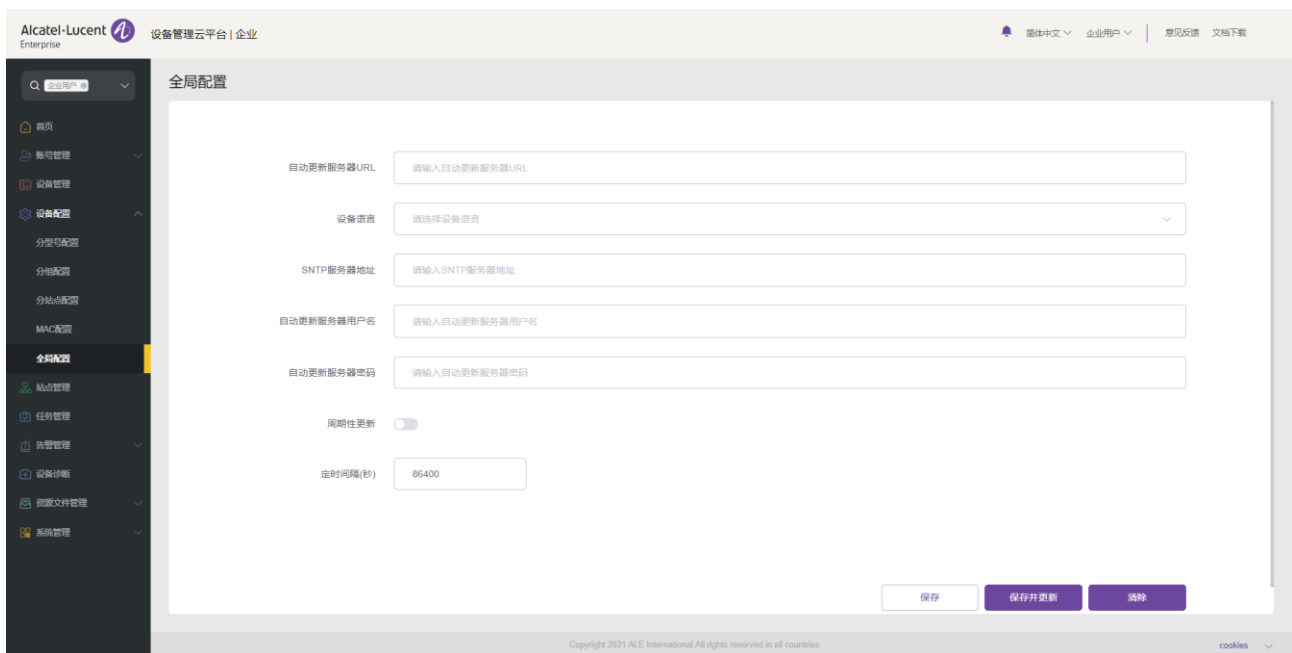 Alcatel·Lucent
Enterprise
设备管理云平台 | 企业
简体中文
企业用户
意见反馈
文档下载
企业用户
全局配置
首页
账号管理
设备管理
设备配置
分型号配置
分组配置
分站点配置
MAC配置
全局配置
站点管理
任务管理
告警管理
设备诊断
资源文件管理
系统管理
自动更新服务器URL
请输入自动更新服务器URL
设备语言
请选择设备语言
SNTP服务器地址
请输入SNTP服务器地址
自动更新服务器用户名
请输入自动更新服务器用户名
自动更新服务器密码
请输入自动更新服务器密码
周期性更新
定时间隔(秒)
86400
保存
保存并更新
清除
Copyright 2021 ALE International.All rights reserved in all countries
cookies